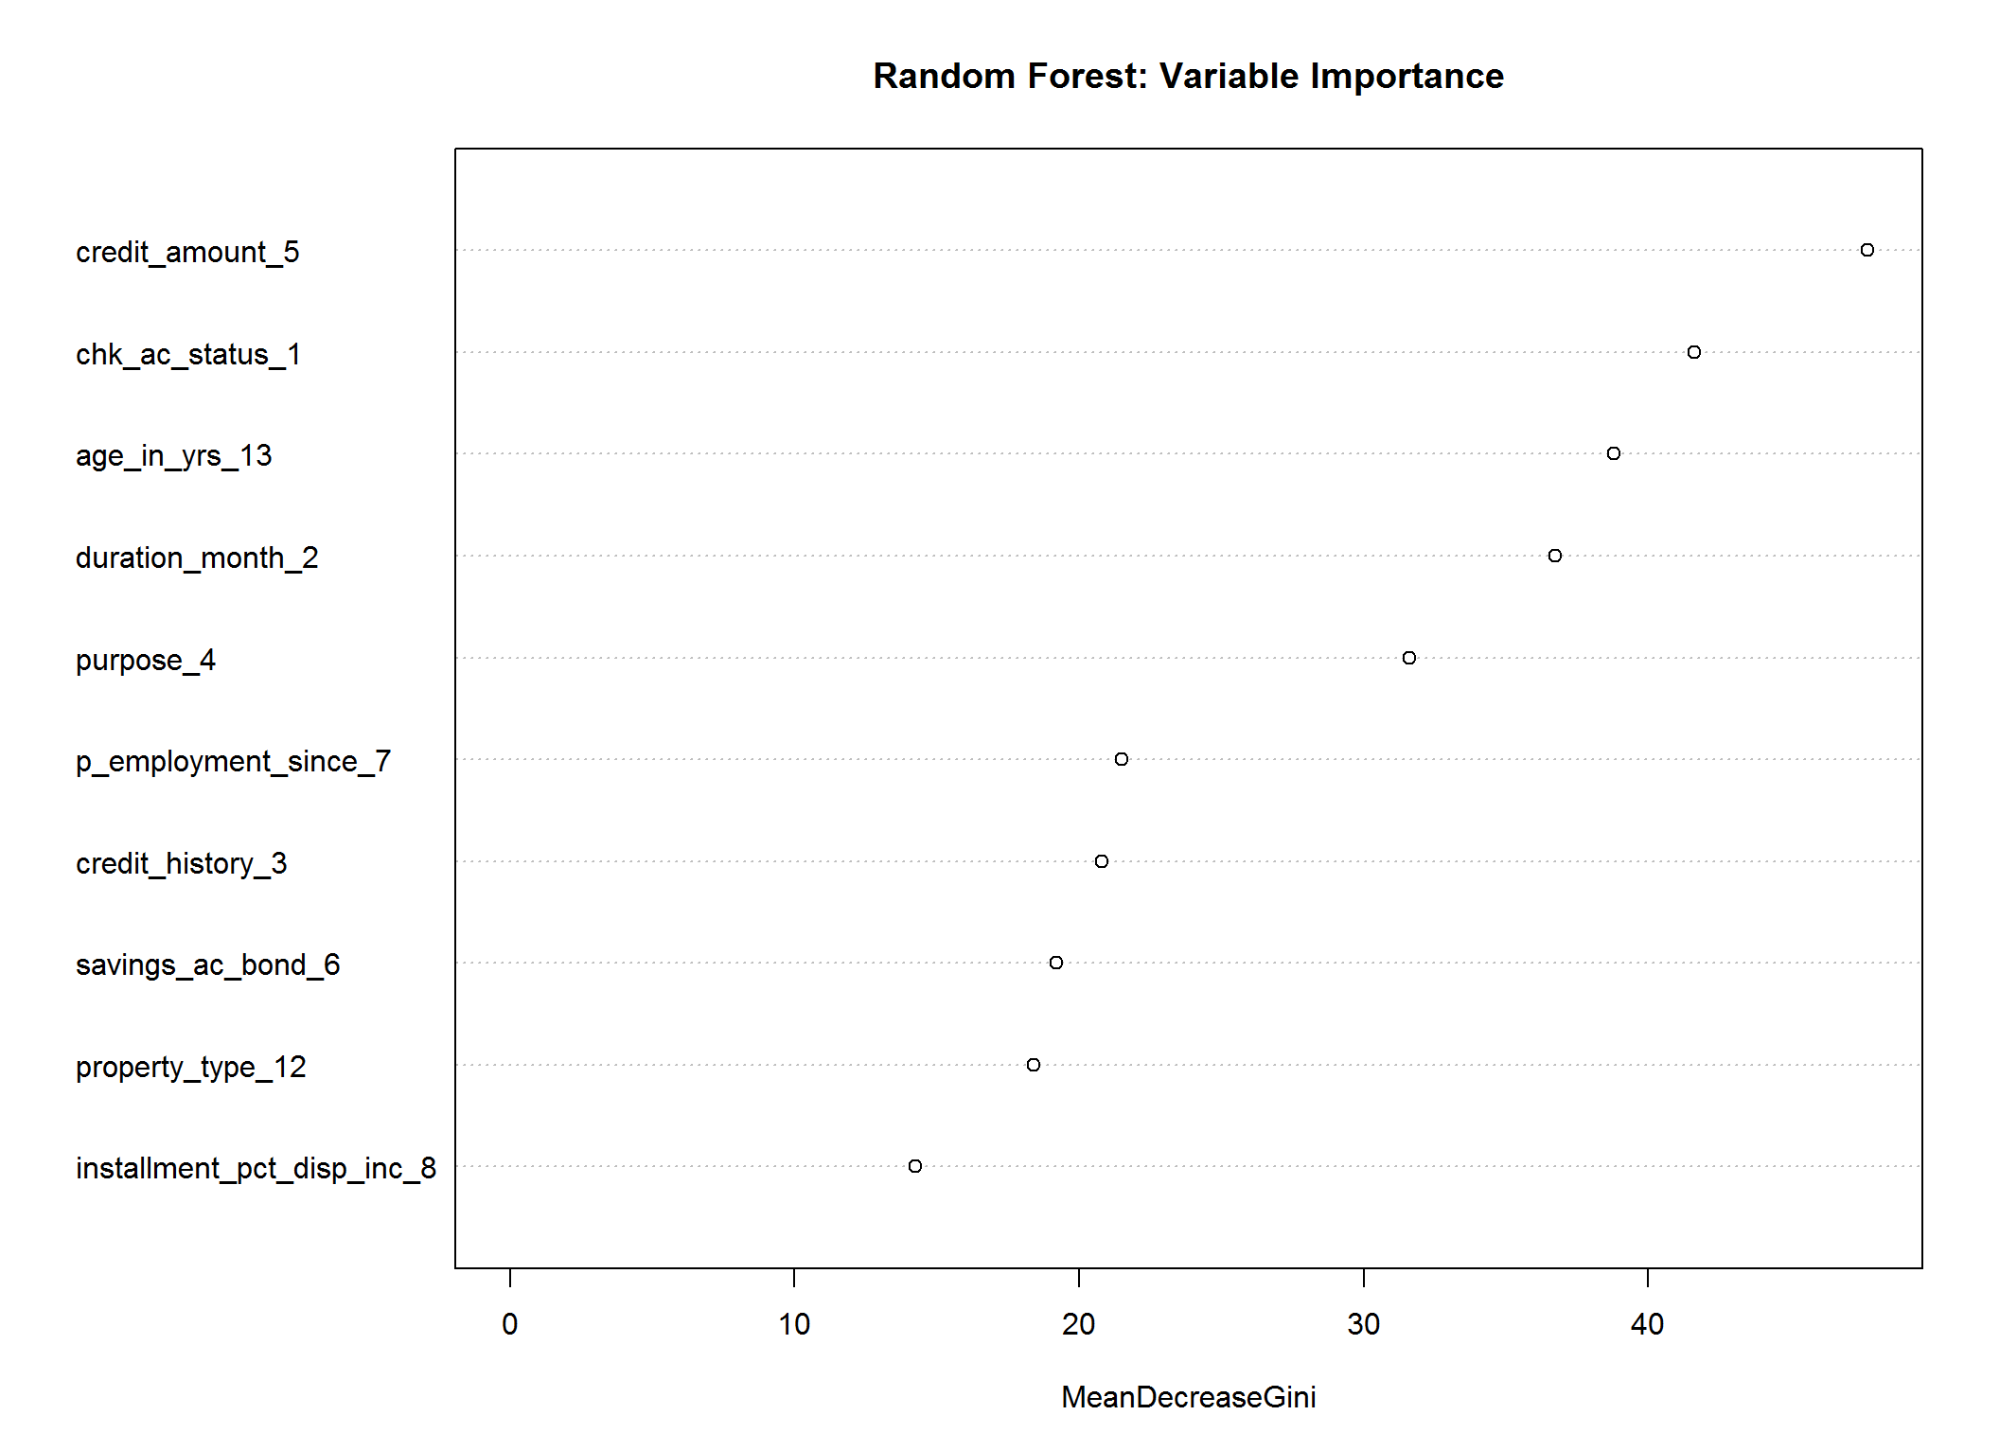 Random Forest: Variable Importance
credit_amount_5
chk_ac_status_1
age_in_yrs_13
duration_month_2
purpose_4
p_employment_since_7
credit_history_3
savings_ac_bond_6
property_type_12
installment_pct_disp_inc_8
0 10 20 30 40
MeanDecreaseGini